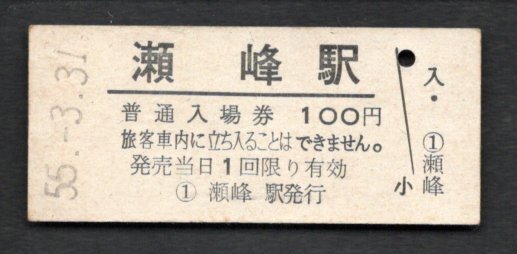 55.-3.31
瀬峰駅
普通入場券 100円
旅客車内に立ち入ることはできません。
発売当日1回限り有効
① 瀬峰 駅発行
小
入・①瀬峰